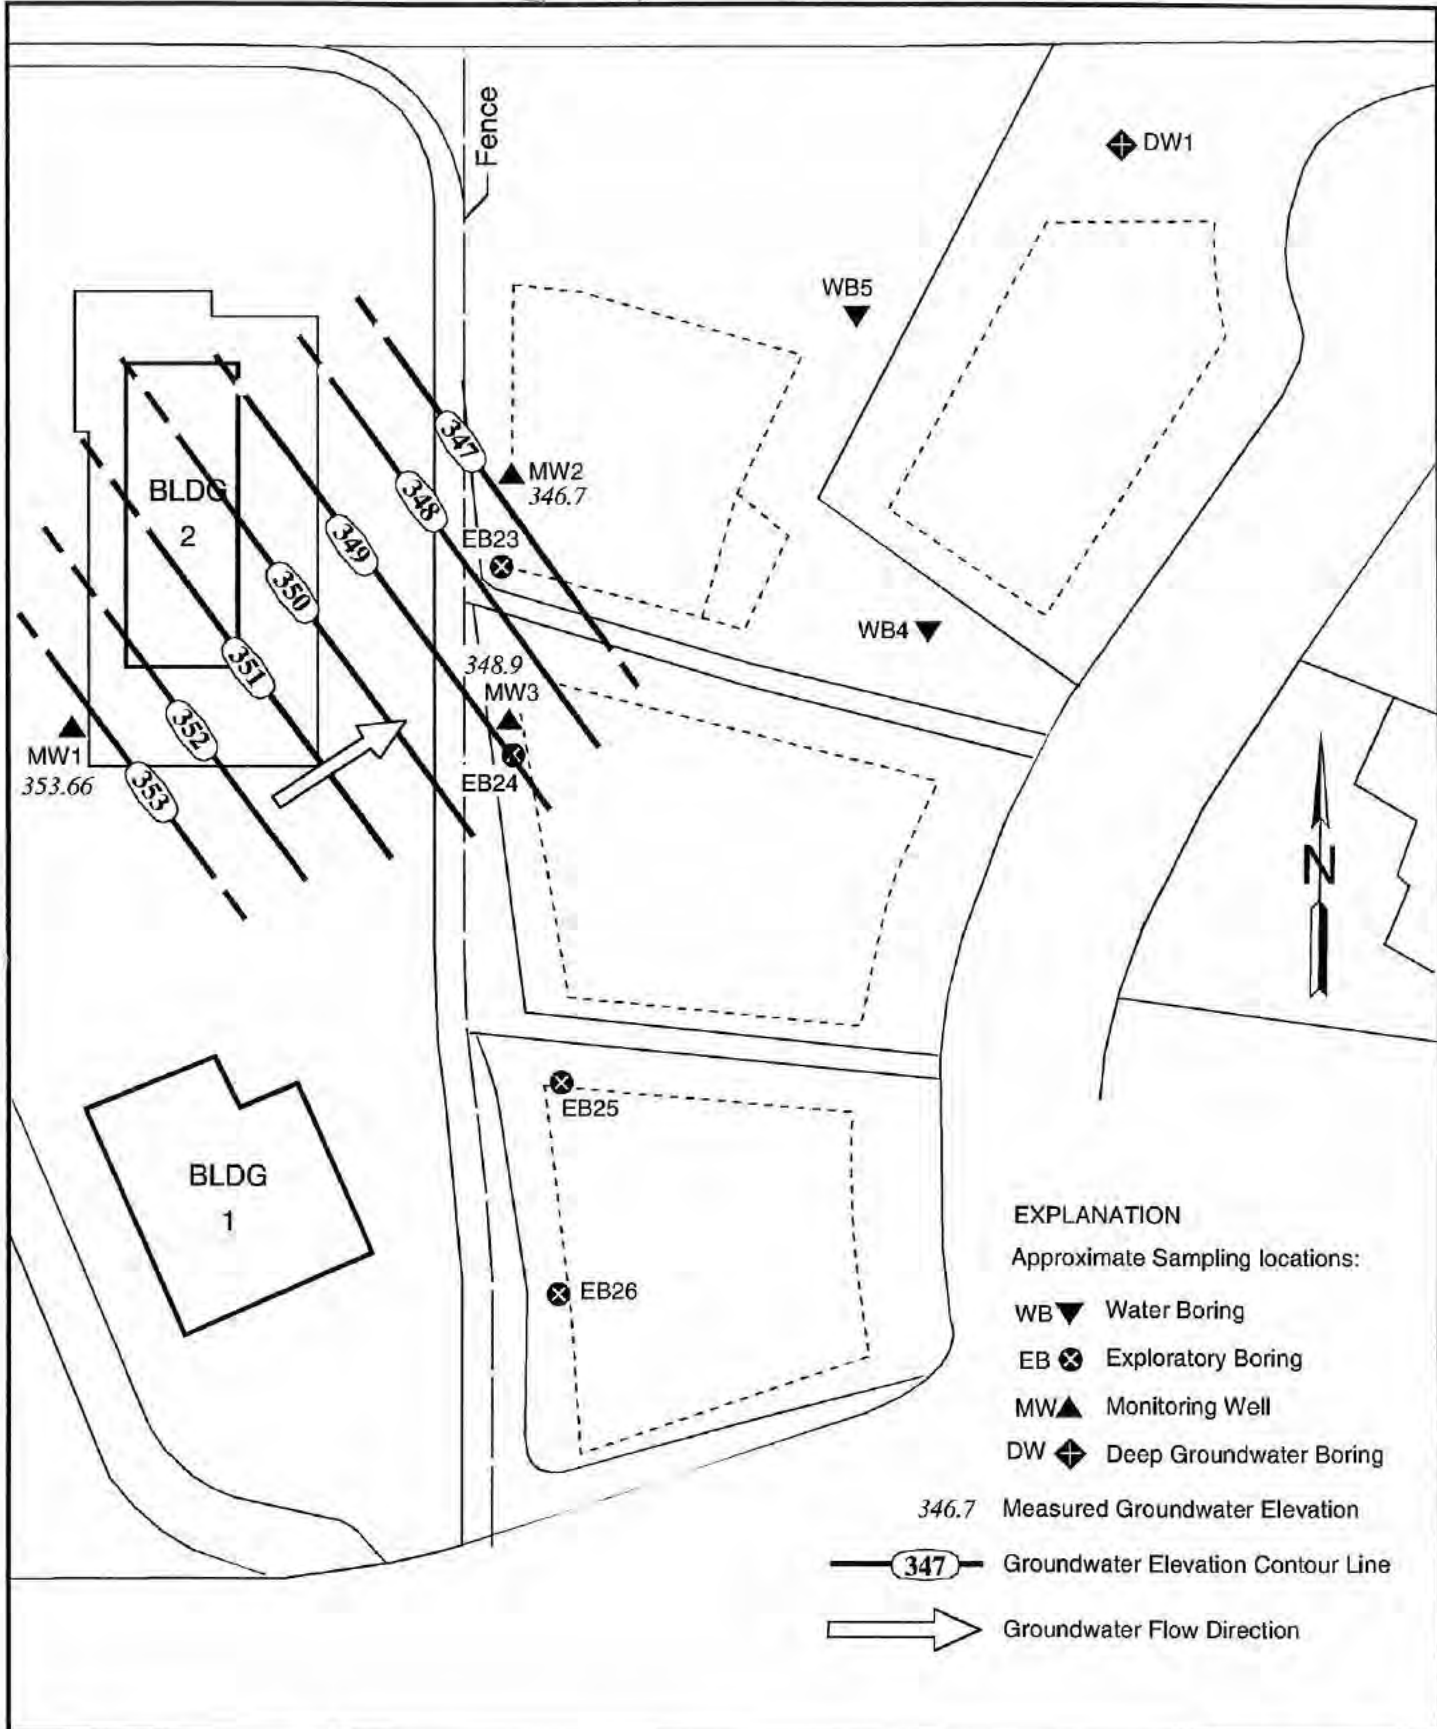 Fence
DW1
WB5
347
MW2
346.7
BLDG
2
348
EB23
349
350
WB4
351
348.9
MW3
352
MW1
353.66
353
EB24
N
EB25
BLDG
1
EB26
EXPLANATION
Approximate Sampling locations:
WB Water Boring
EB Exploratory Boring
MW Monitoring Well
DW Deep Groundwater Boring
346.7 Measured Groundwater Elevation
347 Groundwater Elevation Contour Line
Groundwater Flow Direction